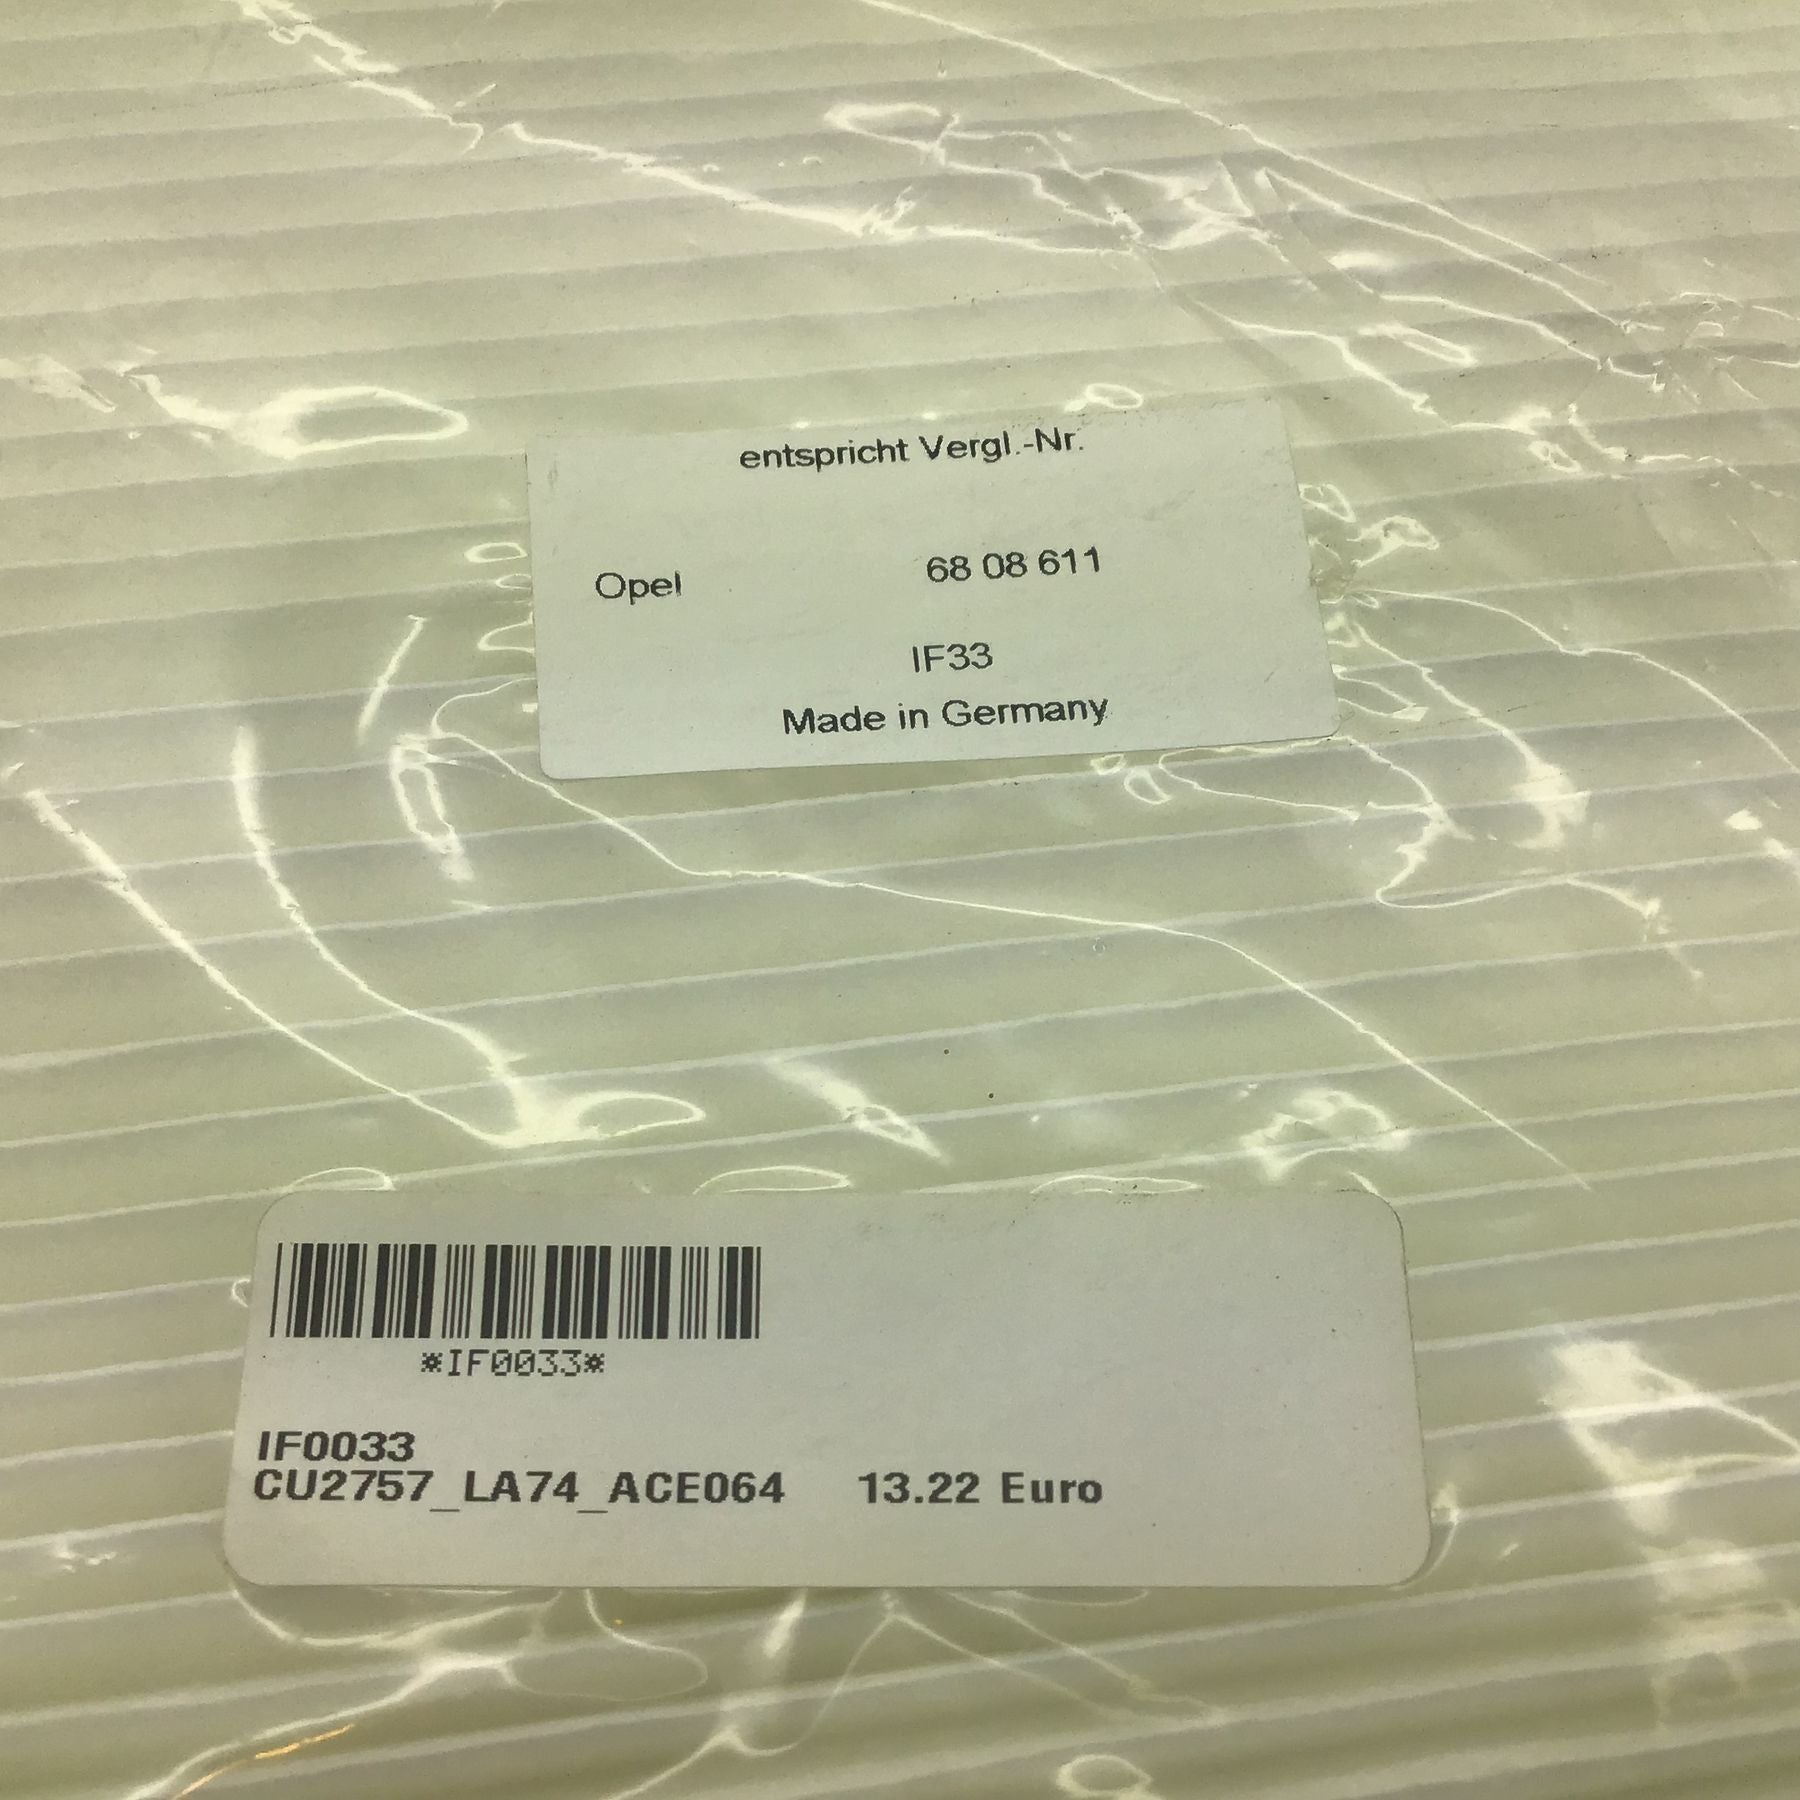 entspricht Vergl.-Nr.
Opel 68 08 611
IF33
Made in Germany
*IF0033*
IF0033
CU2757_LA74_ACE064 13.22 Euro